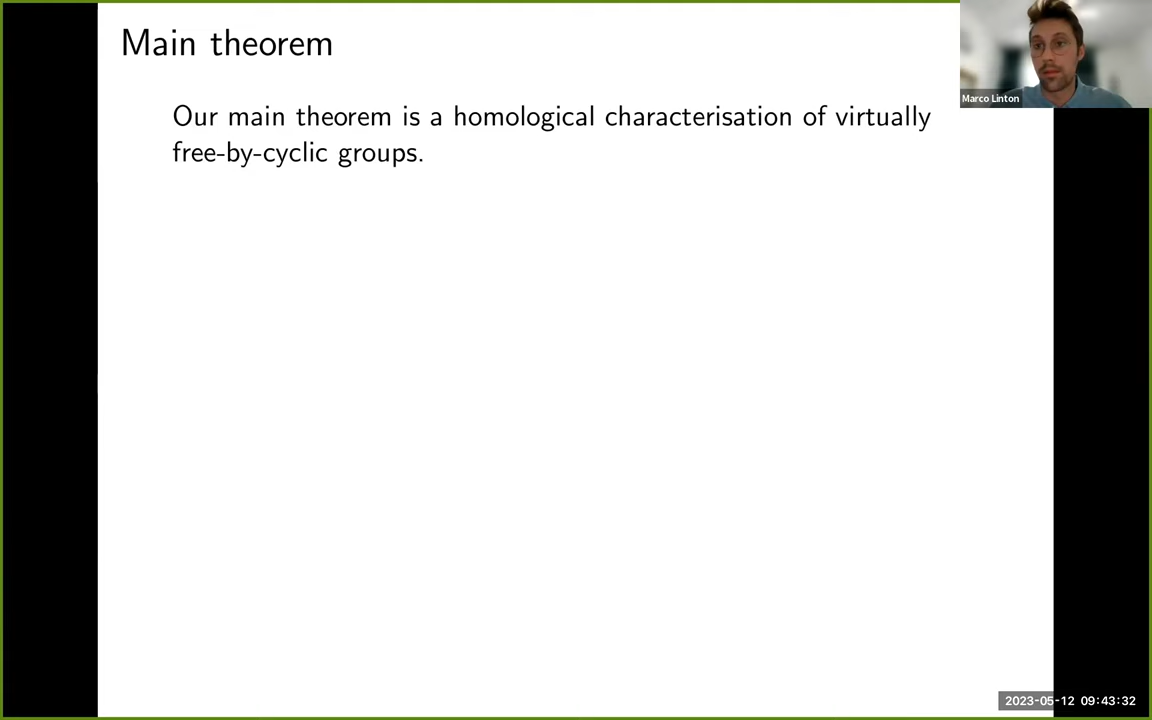 Main theorem
Marco Linton
Our main theorem is a homological characterisation of virtually
free-by-cyclic groups.
2023-05-12 09:43:32